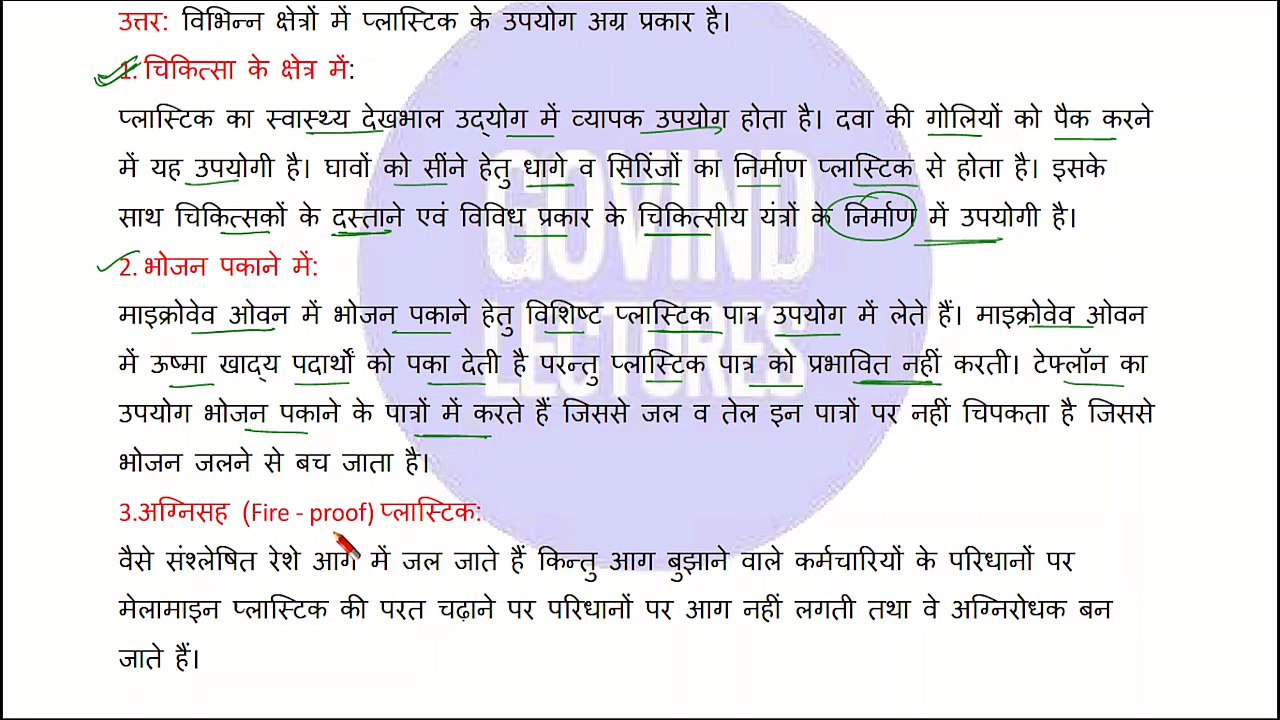 उत्तर: विभिन्न क्षेत्रों में प्लास्टिक के उपयोग अग्र प्रकार है।
1. चिकित्सा के क्षेत्र में:
प्लास्टिक का स्वास्थ्य देखभाल उद्योग में व्यापक उपयोग होता है। दवा की गोलियों को पैक करने
में यह उपयोगी है। घावों को सींने हेतु धागे व सिरिंजों का निर्माण प्लास्टिक से होता है। इसके
साथ चिकित्सकों के दस्ताने एवं विविध प्रकार के चिकित्सीय यंत्रों के निर्माण में उपयोगी है।
2. भोजन पकाने में:
माइक्रोवेव ओवन में भोजन पकाने हेतु विशिष्ट प्लास्टिक पात्र उपयोग में लेते हैं। माइक्रोवेव ओवन
में ऊष्मा खाद्य पदार्थों को पका देती है परन्तु प्लास्टिक पात्र को प्रभावित नहीं करती। टेफ्लॉन का
उपयोग भोजन पकाने के पात्रों में करते हैं जिससे जल व तेल इन पात्रों पर नहीं चिपकता है जिससे
भोजन जलने से बच जाता है।
3.अग्निसह (Fire - proof) प्लास्टिक:
वैसे संश्लेषित रेशे आग में जल जाते हैं किन्तु आग बुझाने वाले कर्मचारियों के परिधानों पर
मेलामाइन प्लास्टिक की परत चढ़ाने पर परिधानों पर आग नहीं लगती तथा वे अग्निरोधक बन
जाते हैं।
GOVIND
LECTURES